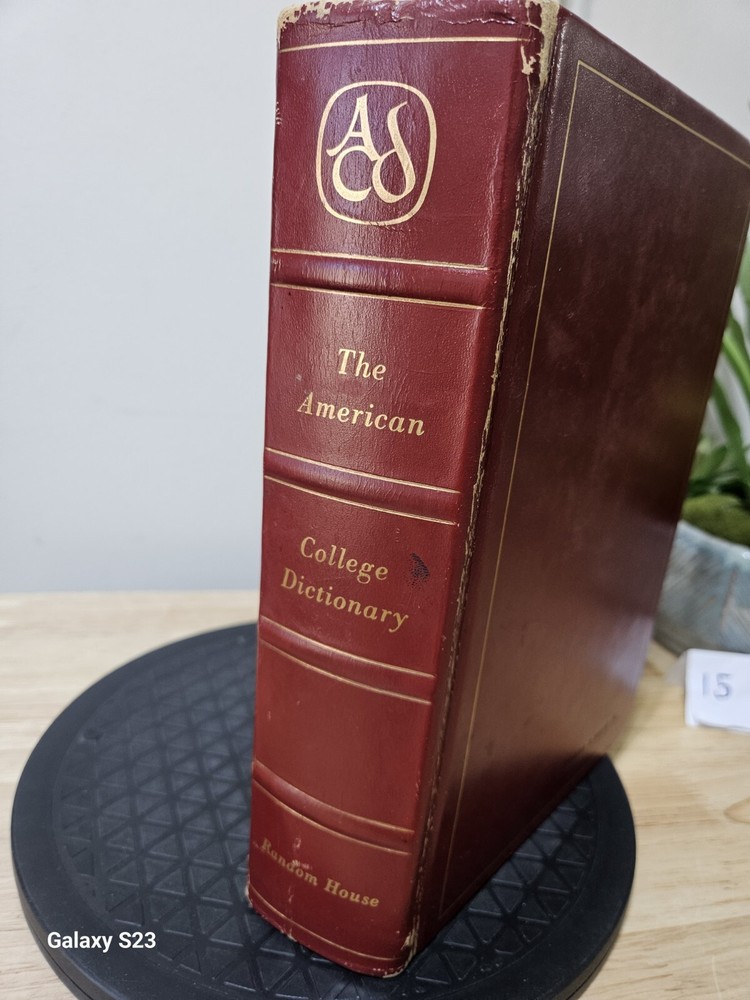 ACD
The
American
College
Dictionary
Random House
15
Galaxy S23